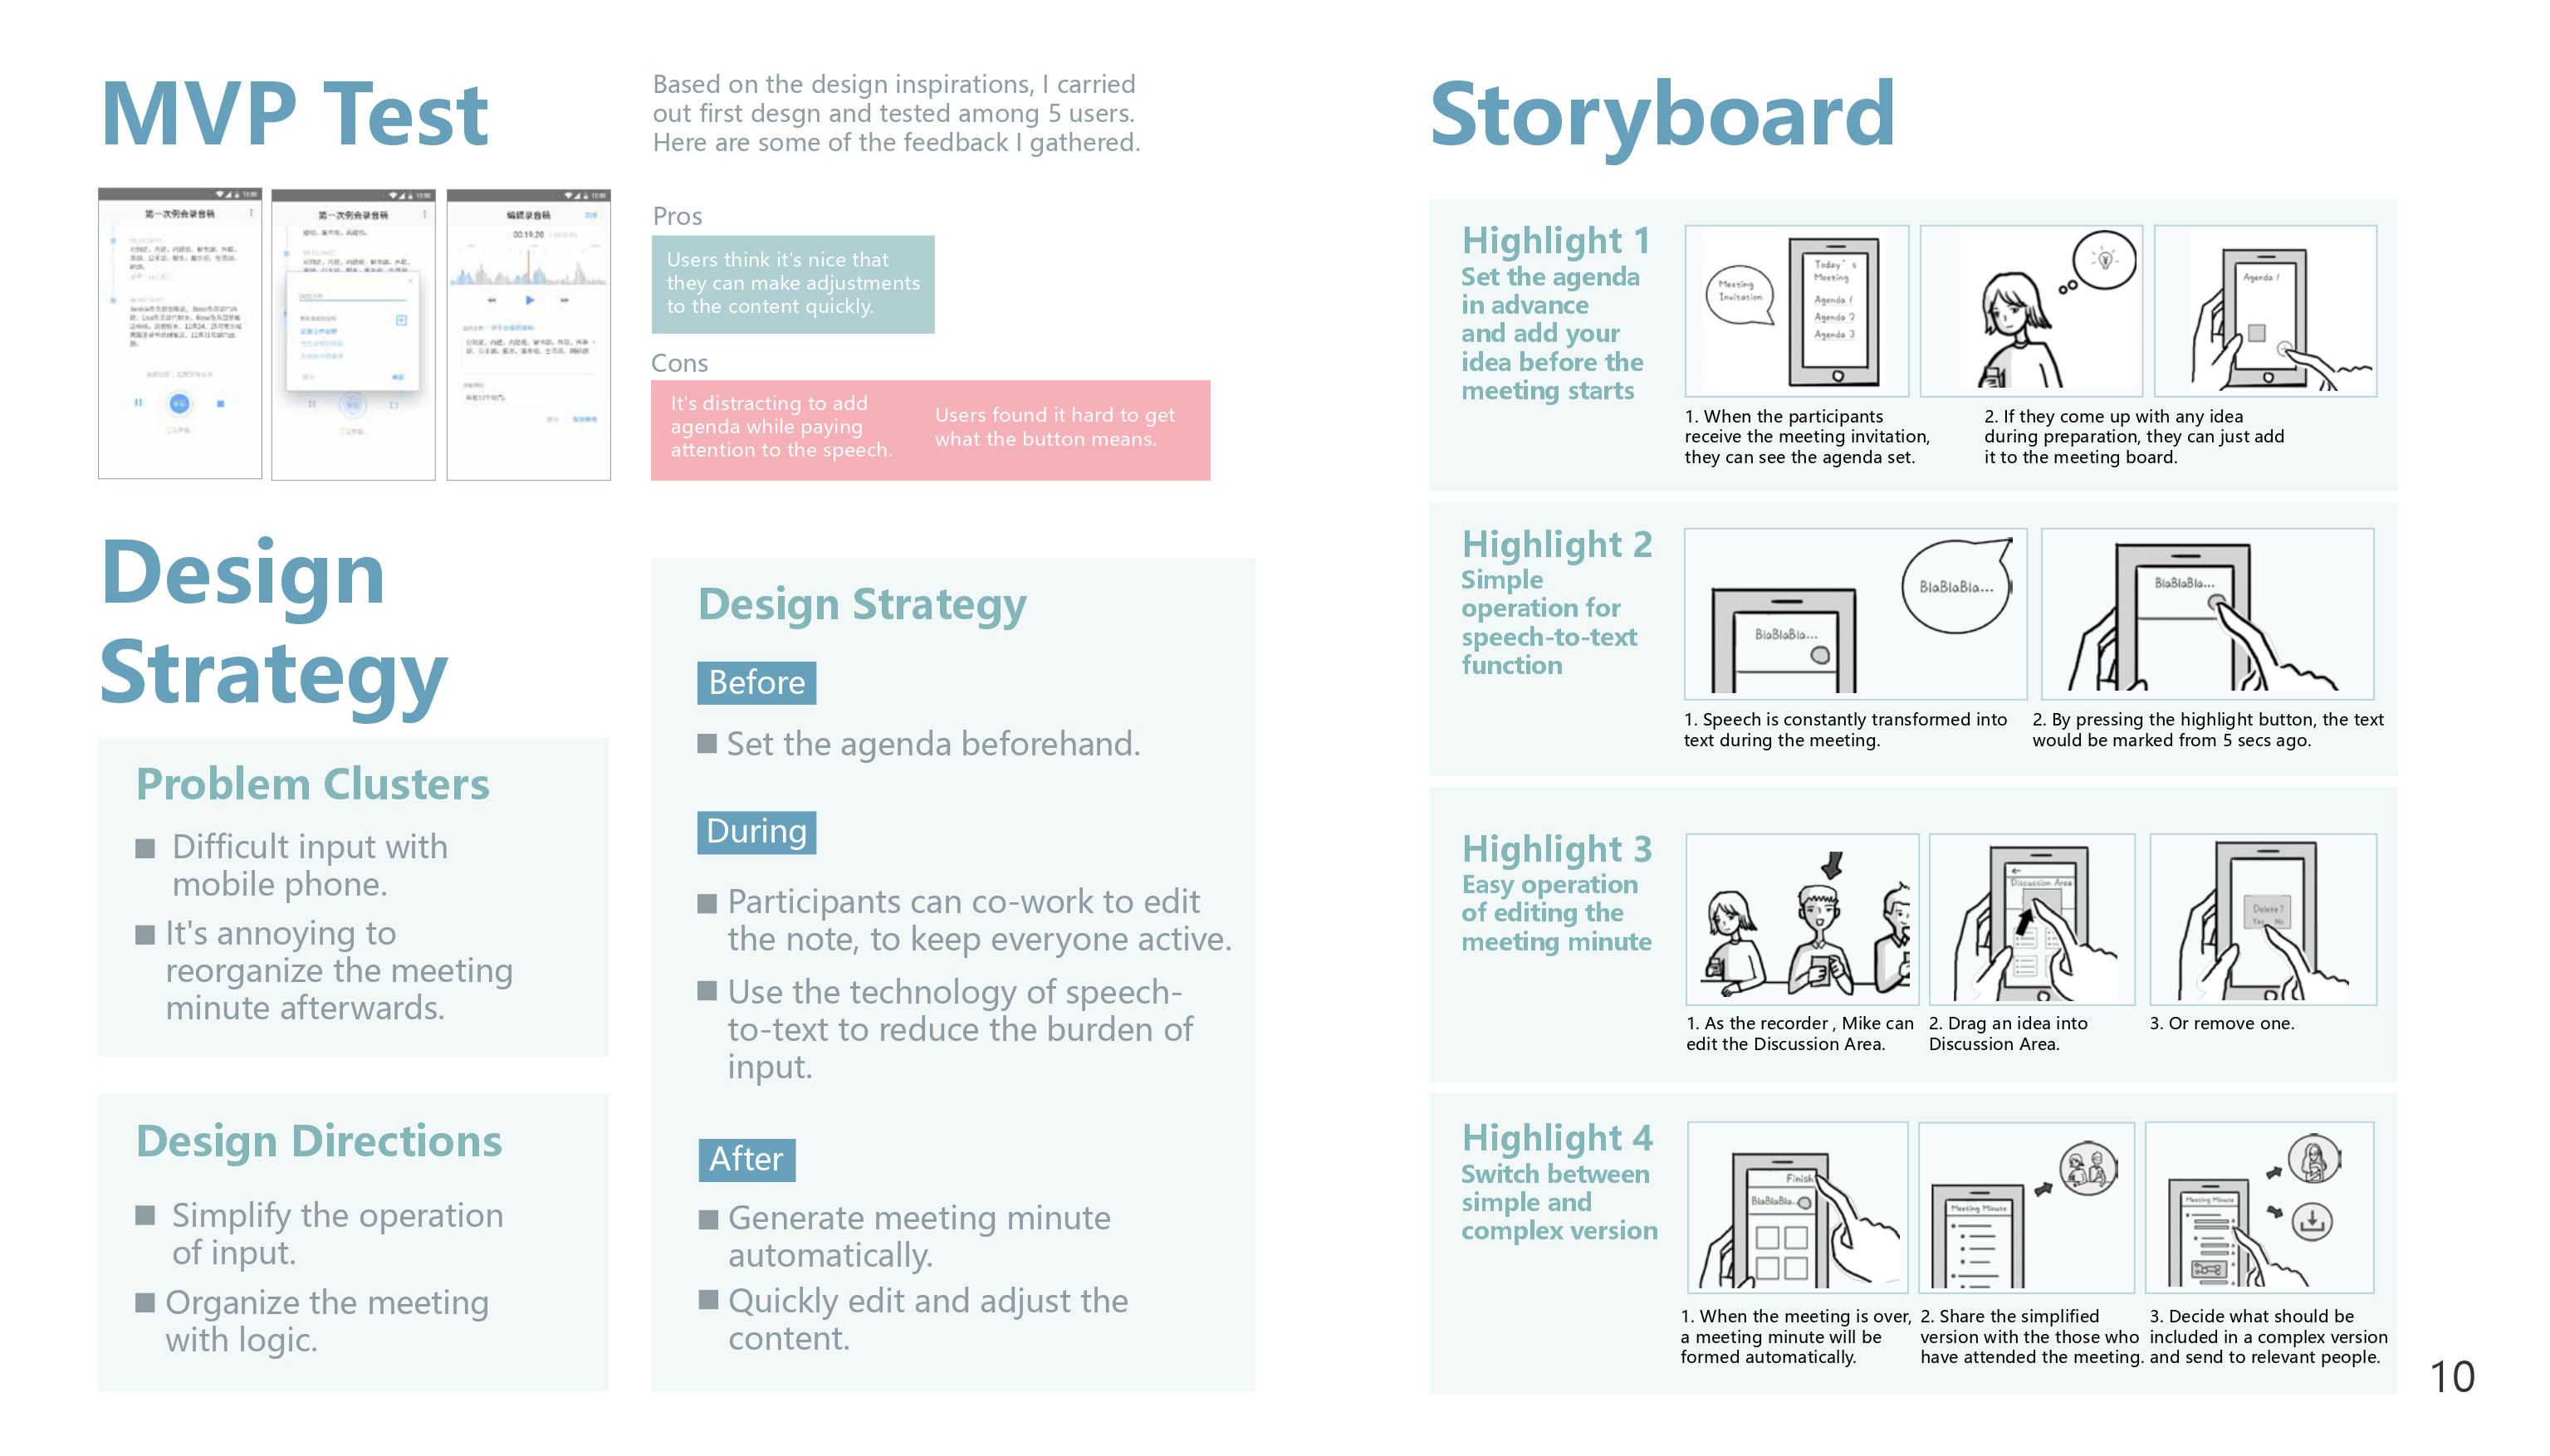 MVP Test
Based on the design inspirations, I carried
out first desgn and tested among 5 users.
Here are some of the feedback I gathered.
第一次例会录音稿
第一次例会录音稿
编辑录音稿
00:19.20
Pros
Users think it's nice that
they can make adjustments
to the content quickly.
Cons
It's distracting to add
agenda while paying
attention to the speech.
Users found it hard to get
what the button means.
Design
Strategy
Problem Clusters
Difficult input with
mobile phone.
It's annoying to
reorganize the meeting
minute afterwards.
Design Directions
Simplify the operation
of input.
Organize the meeting
with logic.
Design Strategy
Before
Set the agenda beforehand.
During
Participants can co-work to edit
the note, to keep everyone active.
Use the technology of speech-
to-text to reduce the burden of
input.
After
Generate meeting minute
automatically.
Quickly edit and adjust the
content.
Storyboard
Highlight 1
Set the agenda
in advance
and add your
idea before the
meeting starts
Meeting
Invitation
Today's
Meeting
Agenda 1
Agenda 2
Agenda 3
Agenda 1
1. When the participants
receive the meeting invitation,
they can see the agenda set.
2. If they come up with any idea
during preparation, they can just add
it to the meeting board.
Highlight 2
Simple
operation for
speech-to-text
function
BlaBlaBla...
BlaBlaBla...
BlaBlaBla...
1. Speech is constantly transformed into
text during the meeting.
2. By pressing the highlight button, the text
would be marked from 5 secs ago.
Highlight 3
Easy operation
of editing the
meeting minute
Discussion Area
Delete?
Yes No
1. As the recorder , Mike can
edit the Discussion Area.
2. Drag an idea into
Discussion Area.
3. Or remove one.
Highlight 4
Switch between
simple and
complex version
Finish
BlaBlaBla...
Meeting Minute
Meeting Minute
1. When the meeting is over,
a meeting minute will be
formed automatically.
2. Share the simplified
version with the those who
have attended the meeting.
3. Decide what should be
included in a complex version
and send to relevant people.
10